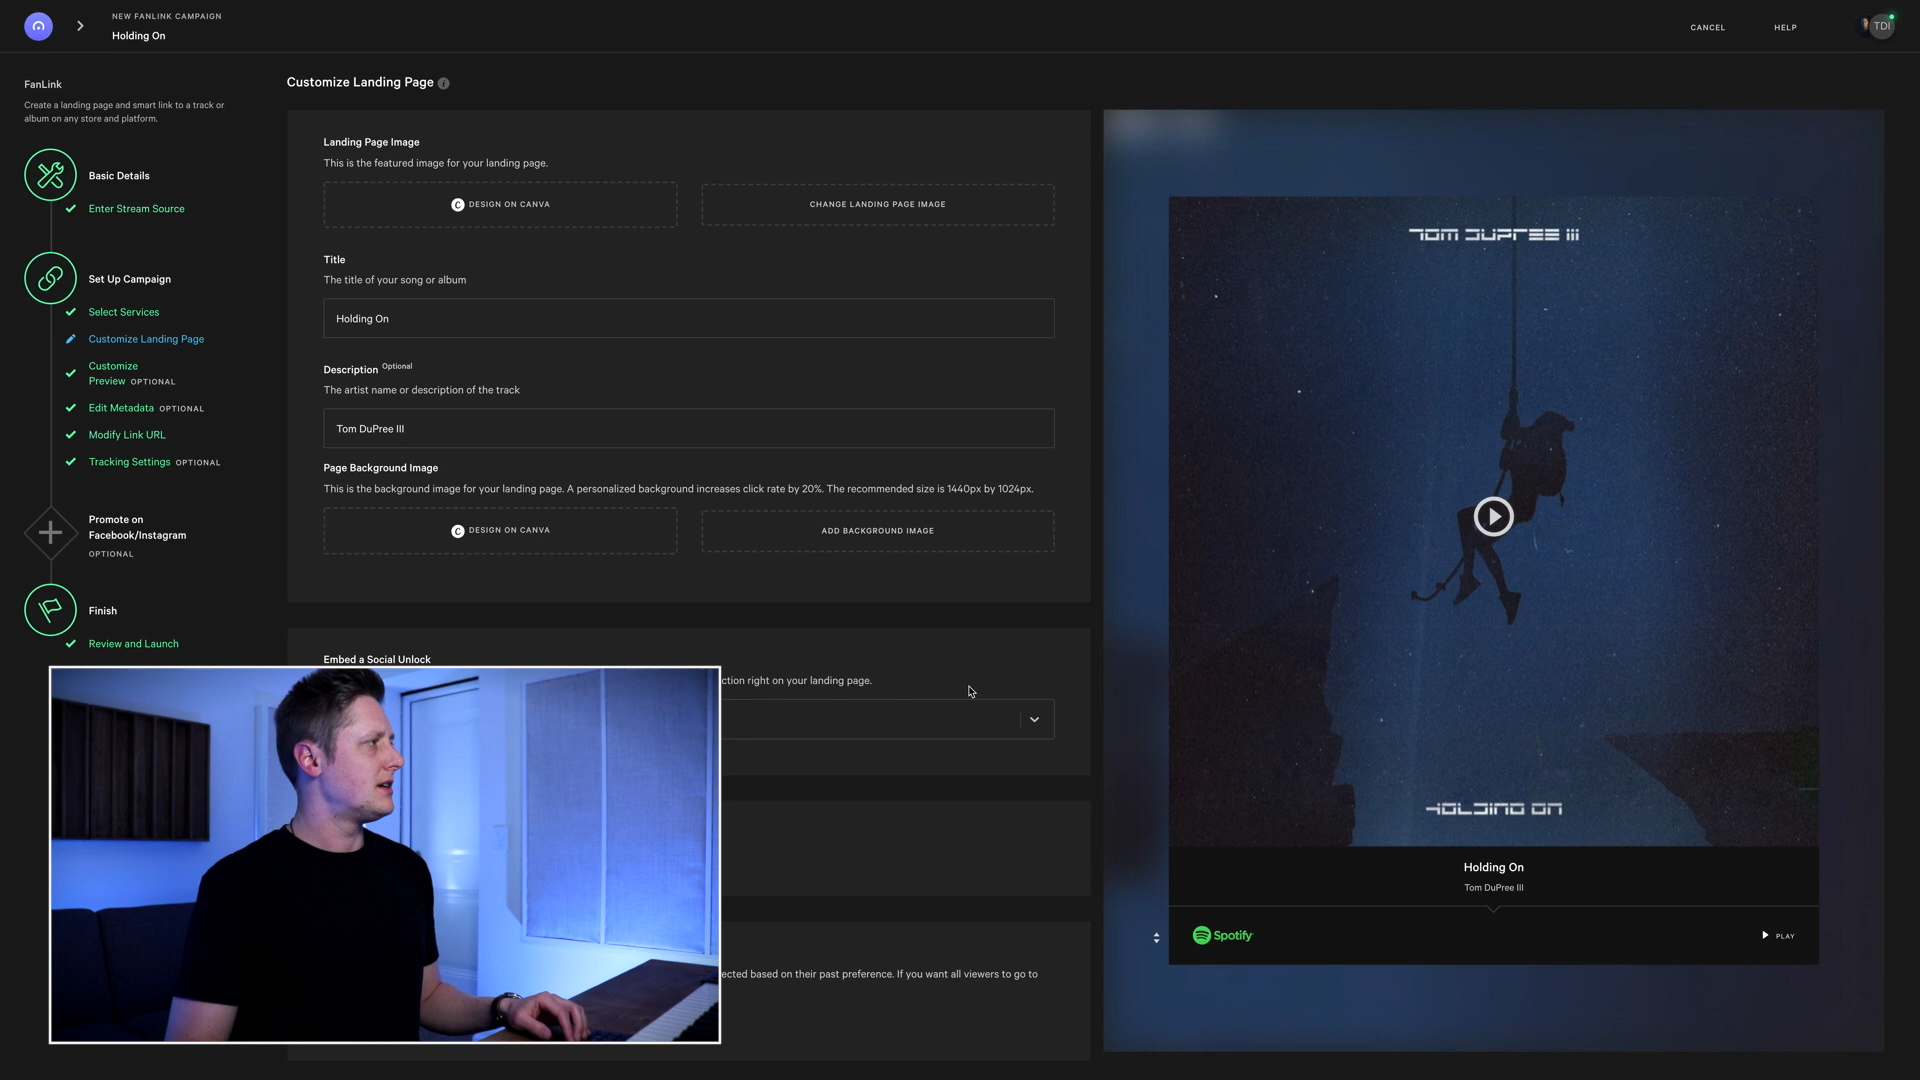 NEW FANLINK CAMPAIGN
Holding On
CANCEL
HELP
TDI
FanLink
Create a landing page and smart link to a track or
album on any store and platform.
Basic Details
Enter Stream Source
Set Up Campaign
Select Services
Customize Landing Page
Customize
Preview OPTIONAL
Edit Metadata OPTIONAL
Modify Link URL
Tracking Settings OPTIONAL
Promote on
Facebook/Instagram
OPTIONAL
Finish
Review and Launch
Customize Landing Page
Landing Page Image
This is the featured image for your landing page.
DESIGN ON CANVA
CHANGE LANDING PAGE IMAGE
Title
The title of your song or album
Holding On
Description Optional
The artist name or description of the track
Tom DuPree III
Page Background Image
This is the background image for your landing page. A personalized background increases click rate by 20%. The recommended size is 1440px by 1024px.
DESIGN ON CANVA
ADD BACKGROUND IMAGE
Embed a Social Unlock
ction right on your landing page.
ected based on their past preference. If you want all viewers to go to
TOM DUPREE III
HOLDING ON
Holding On
Tom DuPree III
Spotify
PLAY